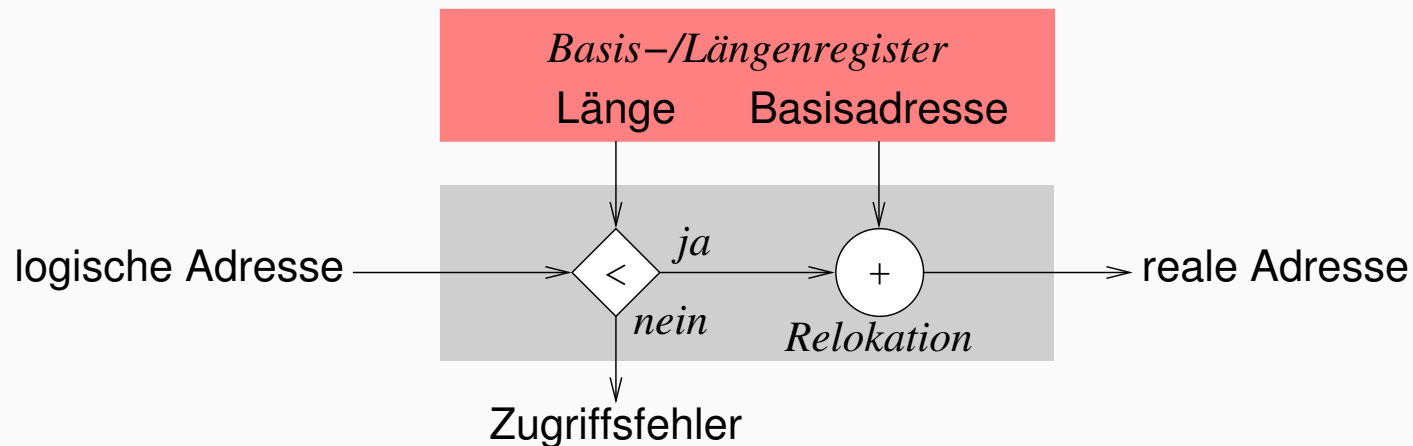 Basis−/Längenregister
Länge Basisadresse
logische Adresse < ja + reale Adresse
nein Relokation
Zugriffsfehler